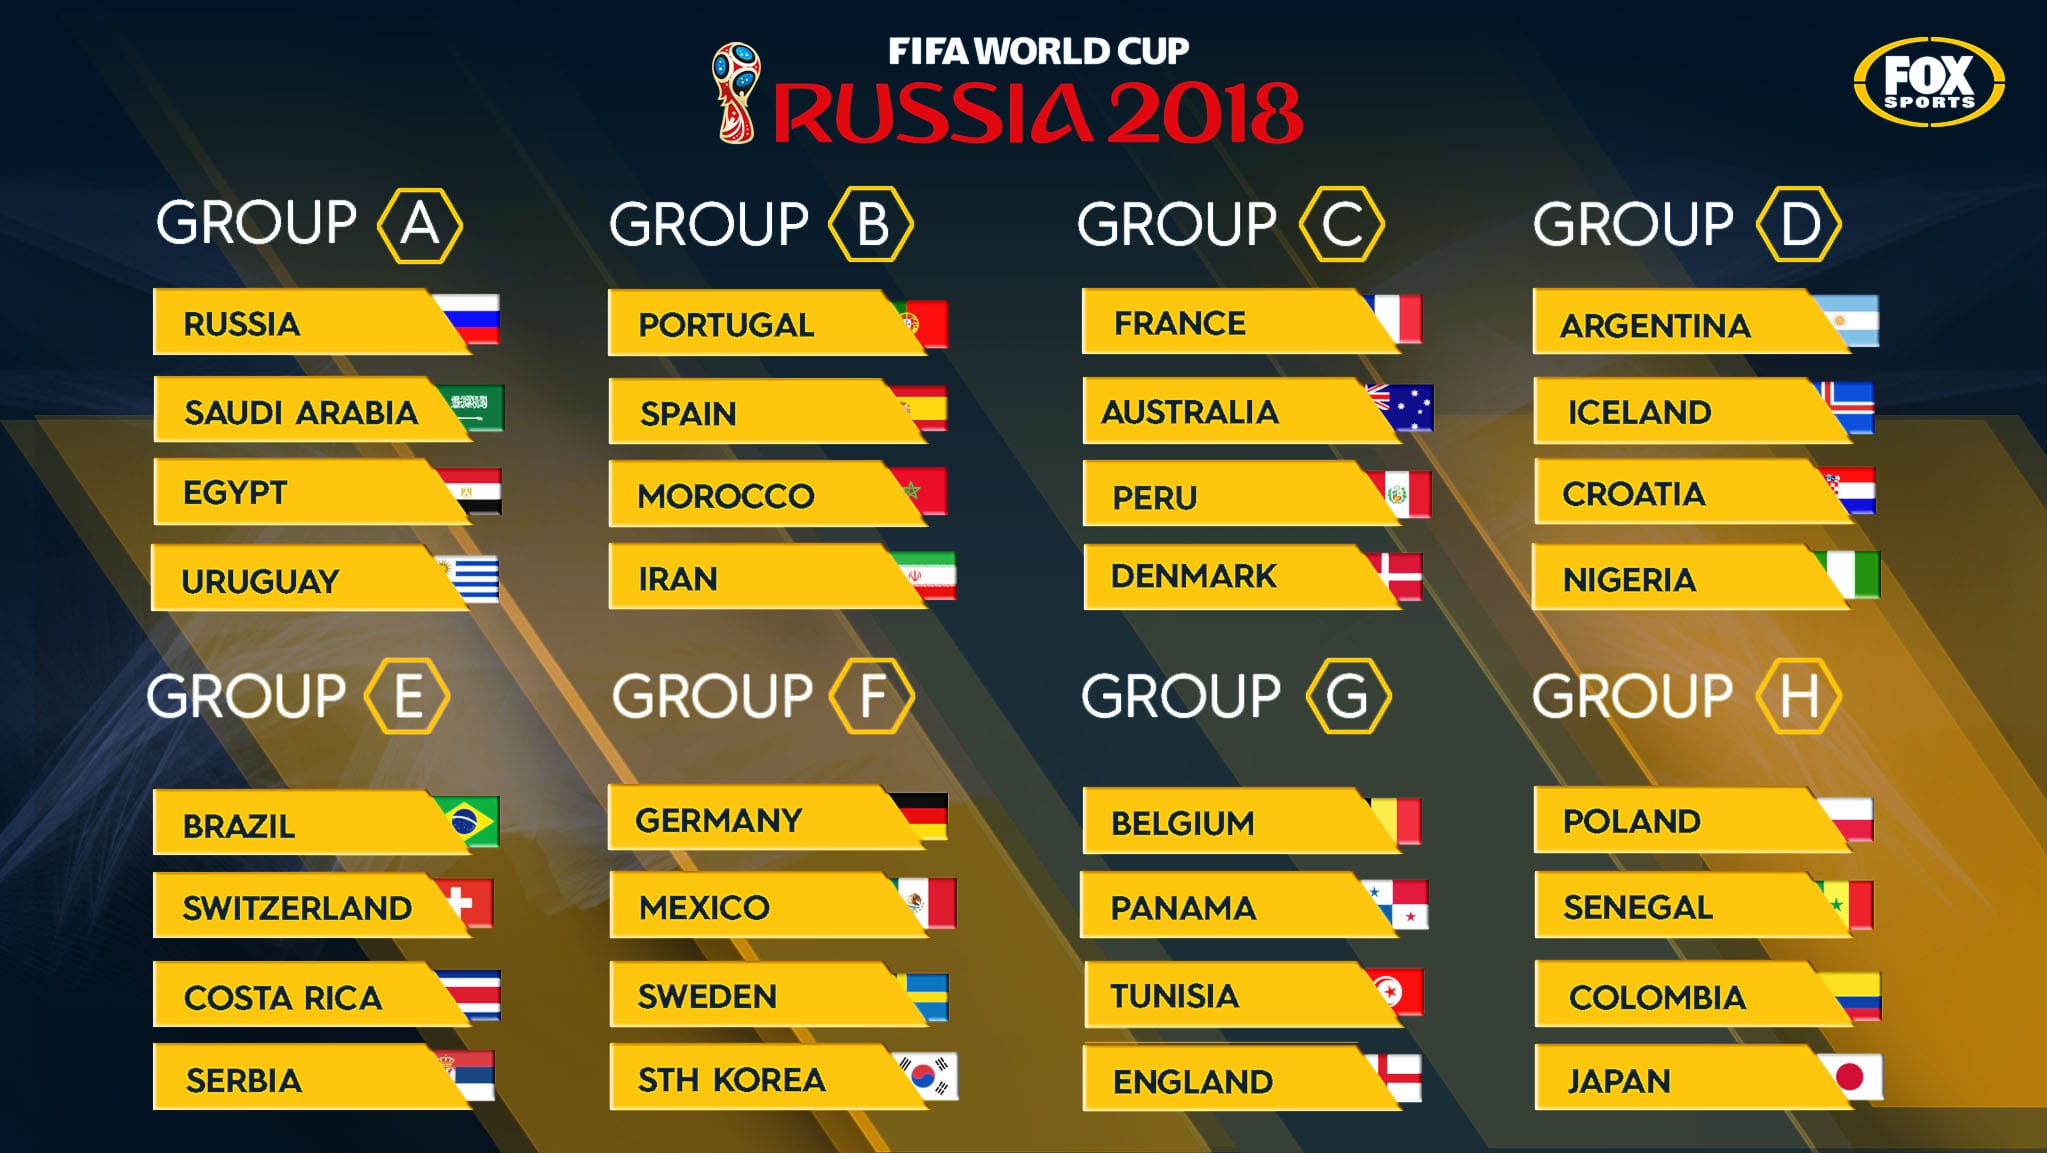 FIFA WORLD CUP
RUSSIA 2018
FOX
SPORTS
GROUP A
RUSSIA
SAUDI ARABIA
EGYPT
URUGUAY
GROUP B
PORTUGAL
SPAIN
MOROCCO
IRAN
GROUP C
FRANCE
AUSTRALIA
PERU
DENMARK
GROUP D
ARGENTINA
ICELAND
CROATIA
NIGERIA
GROUP E
BRAZIL
SWITZERLAND
COSTA RICA
SERBIA
GROUP F
GERMANY
MEXICO
SWEDEN
STH KOREA
GROUP G
BELGIUM
PANAMA
TUNISIA
ENGLAND
GROUP H
POLAND
SENEGAL
COLOMBIA
JAPAN